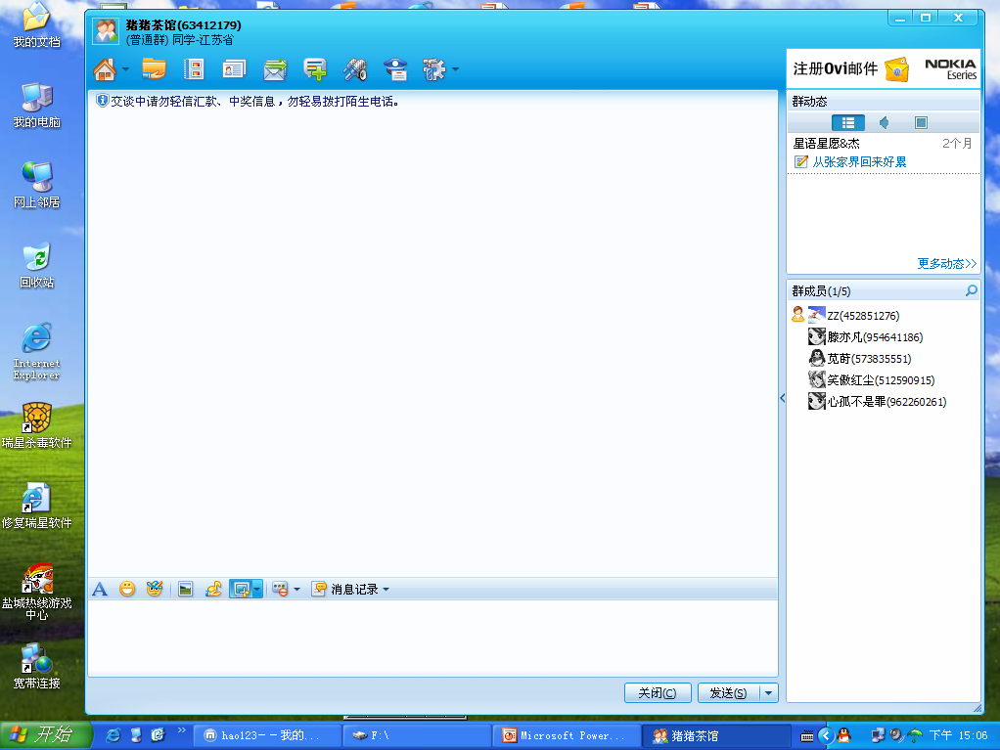 我的文档
我的电脑
网上邻居
回收站
Internet
Explorer
瑞星杀毒软件
修复瑞星软件
盐城热线游戏
中心
宽带连接
猪猪茶馆(63412179)
(普通群) 同学-江苏省
交谈中请勿轻信汇款、中奖信息，勿轻易拨打陌生电话。
注册Ovi邮件
NOKIA
Eseries
群动态
星语星愿&杰 2个月
从张家界回来好累
更多动态>>
群成员(1/5)
ZZ(452851276)
滕亦凡(954641186)
苋莳(573835551)
笑傲红尘(512590915)
心孤不是罪(962260261)
A
消息记录
关闭(C)
发送(S)
开始
hao123－－我的...
F:\
Microsoft Power...
猪猪茶馆
下午 15:06